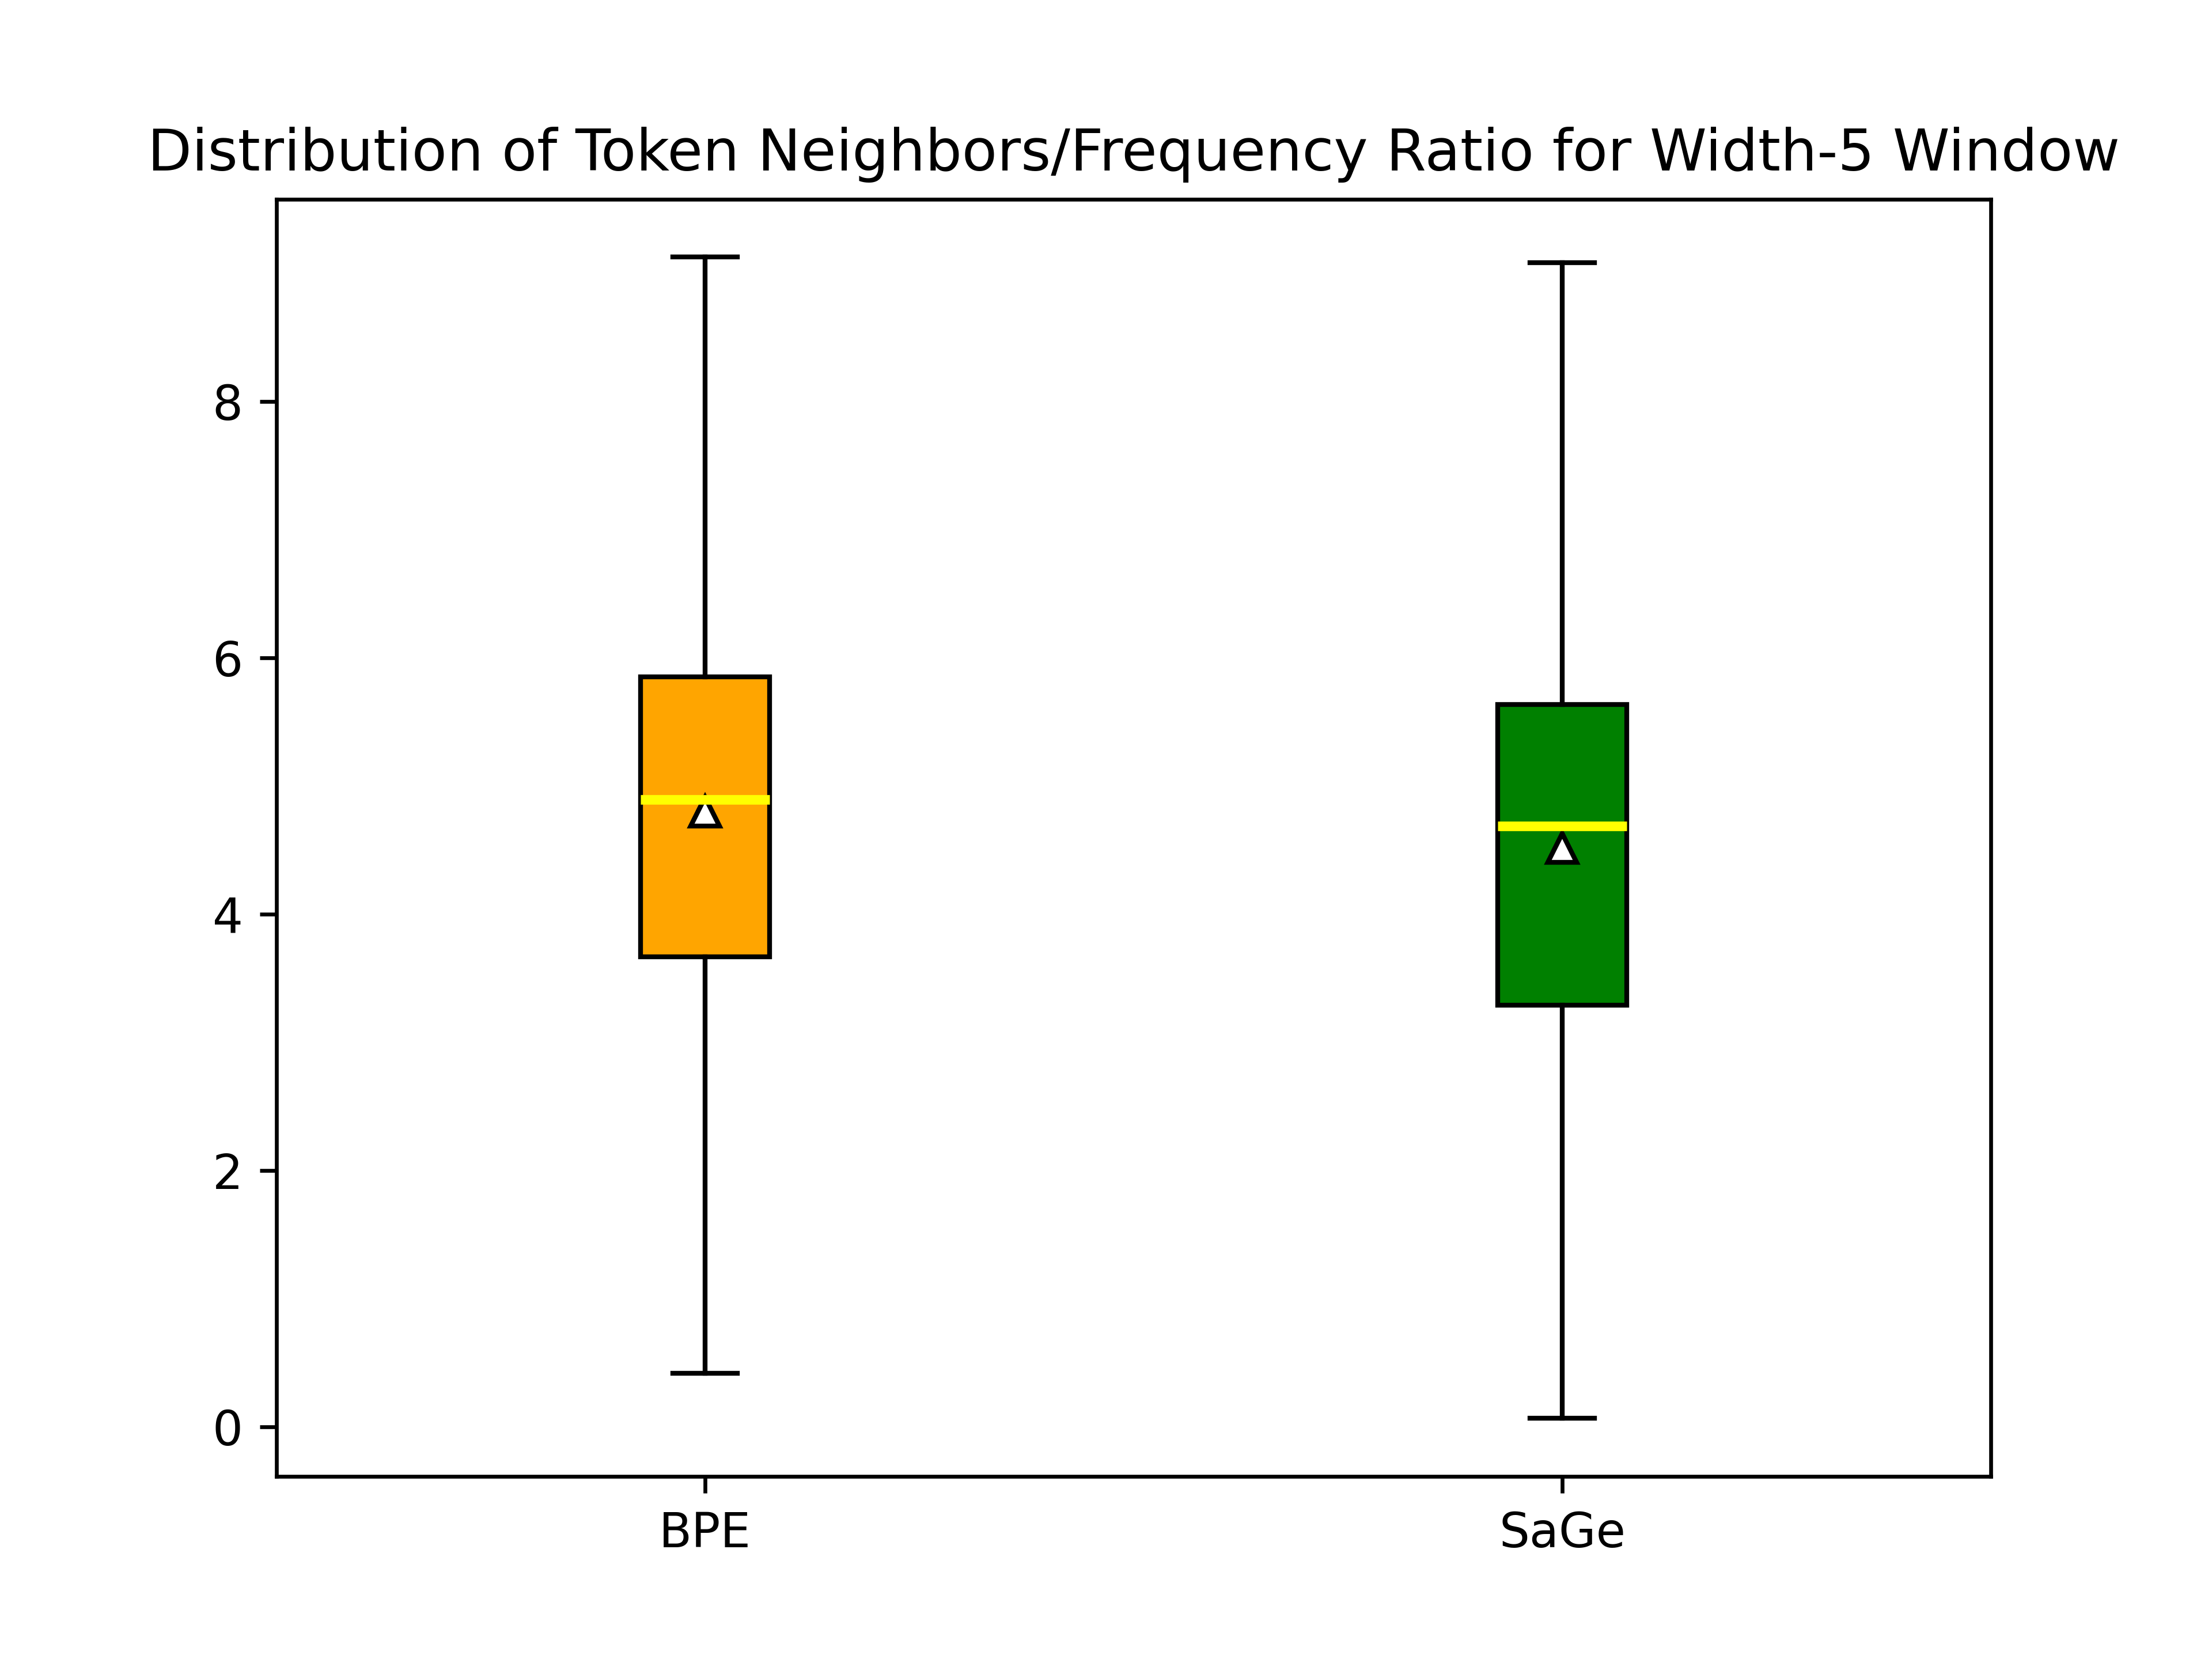 Distribution of Token Neighbors/Frequency Ratio for Width-5 Window
8
6
4
2
0
BPE
SaGe